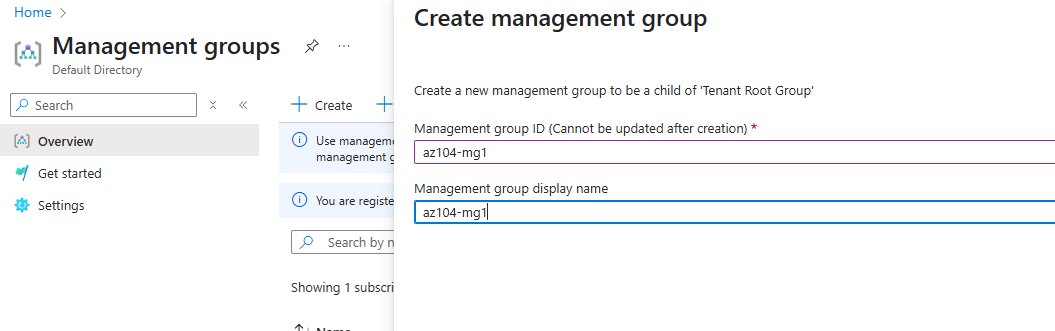 Home
Management groups
Default Directory
Search
Overview
Get started
Settings
Create
Use manageme
management g
You are registe
Search by n
Showing 1 subscri
Name
Create management group
Create a new management group to be a child of 'Tenant Root Group'
Management group ID (Cannot be updated after creation) *
az104-mg1
Management group display name
az104-mg1